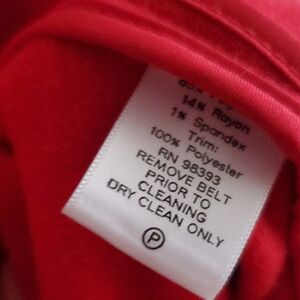 14% Rayon
1% Spandex
Trim:
100% Polyester
RN 98393
REMOVE BELT
PRIOR TO
CLEANING
DRY CLEAN ONLY
P